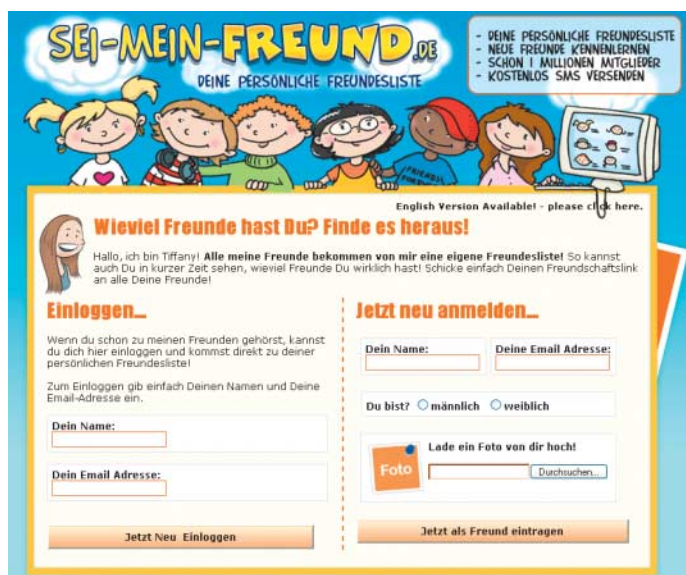 SEI-MEIN-FREUND.DE
DEINE PERSÖNLICHE FREUNDESLISTE
- DEINE PERSÖNLICHE FREUNDESLISTE
- NEUE FREUNDE KENNENLERNEN
- SCHON 1 MILLIONEN MITGLIEDER
- KOSTENLOS SMS VERSENDEN
English Version Available! - please click here.
Wieviel Freunde hast Du? Finde es heraus!
Hallo, ich bin Tiffany! Alle meine Freunde bekommen von mir eine eigene Freundesliste! So kannst
auch Du in kurzer Zeit sehen, wieviel Freunde Du wirklich hast! Schicke einfach Deinen Freundschaftslink
an alle Deine Freunde!
Einloggen...
Wenn du schon zu meinen Freunden gehörst, kannst
du dich hier einloggen und kommst direkt zu deiner
persönlichen Freundesliste!
Zum Einloggen gib einfach Deinen Namen und Deine
Email-Adresse ein.
Dein Name:
Dein Email Adresse:
Jetzt Neu Einloggen
Jetzt neu anmelden...
Dein Name:
Deine Email Adresse:
Du bist? männlich weiblich
Lade ein Foto von dir hoch!
Foto
Durchsuchen...
Jetzt als Freund eintragen